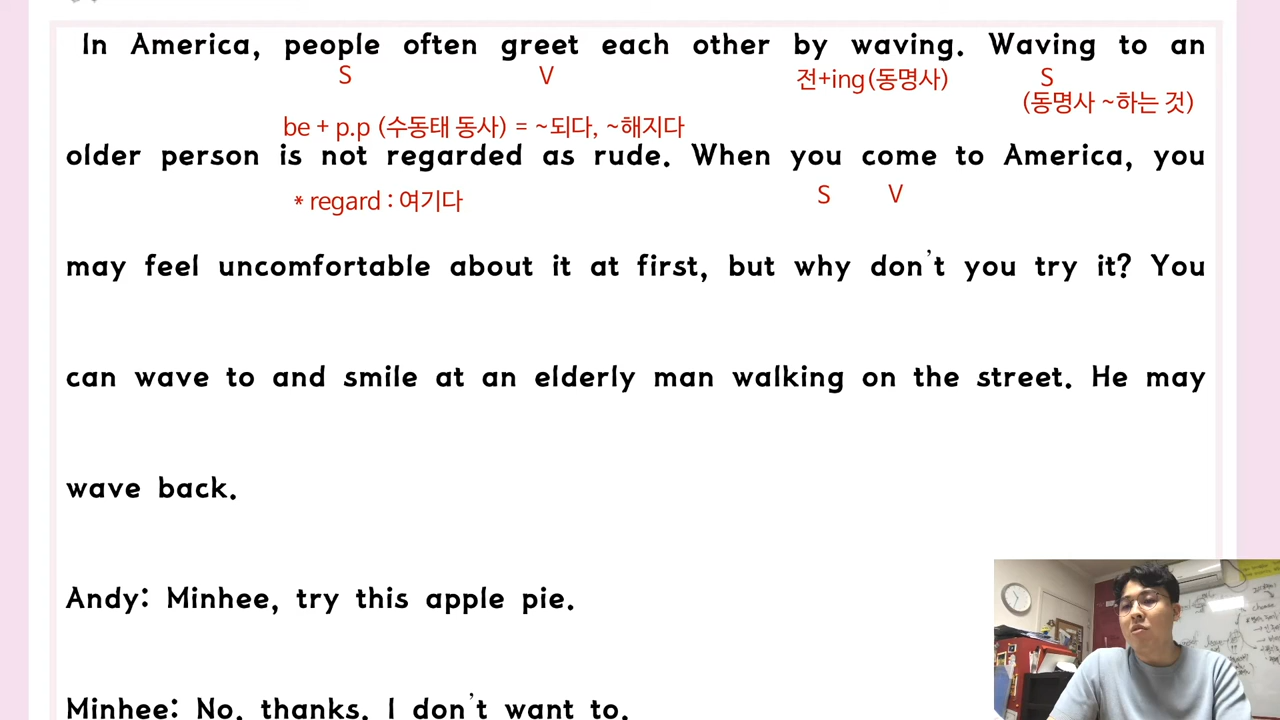 In America, people often greet each other by waving. Waving to an
S V 전+ing(동명사) S
(동명사 ~하는 것)
be + p.p (수동태 동사) = ~되다, ~해지다
older person is not regarded as rude. When you come to America, you
* regard : 여기다 S V
may feel uncomfortable about it at first, but why don't you try it? You
can wave to and smile at an elderly man walking on the street. He may
wave back.
Andy: Minhee, try this apple pie.
Minhee: No, thanks. I don't want to.